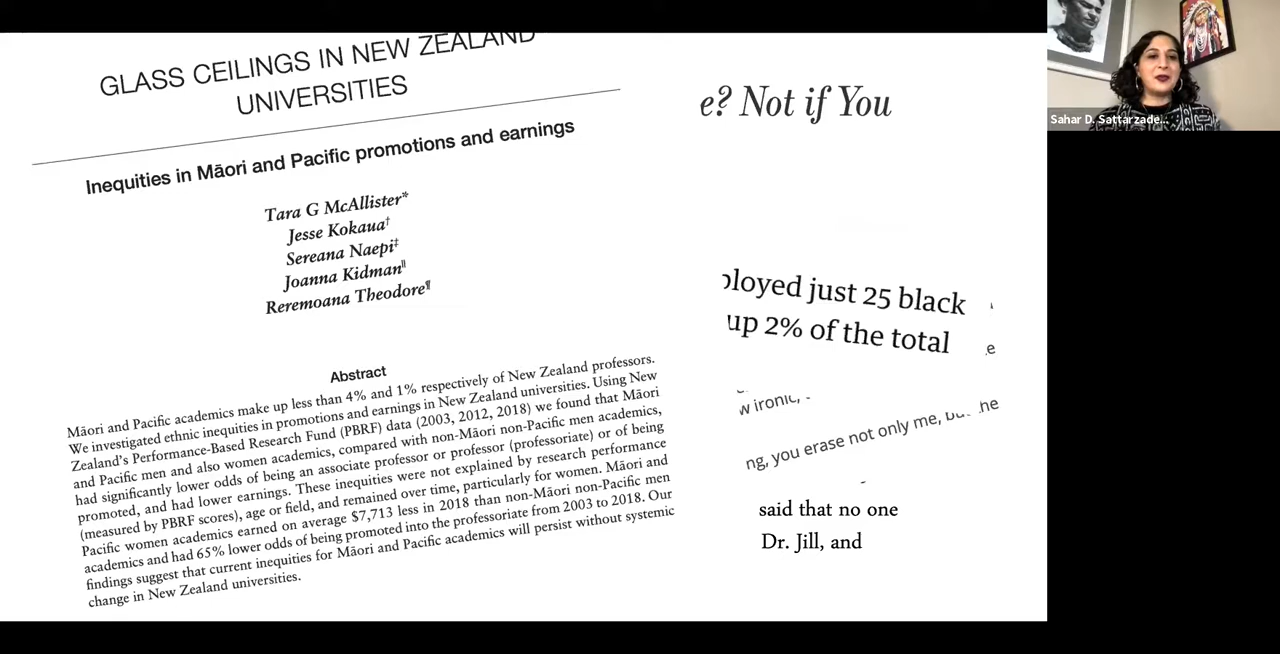 GLASS CEILINGS IN NEW ZEALAND
UNIVERSITIES
Inequities in Māori and Pacific promotions and earnings
Tara G McAllister*
Jesse Kokaua†
Sereana Naepi‡
Joanna Kidman||
Reremoana Theodore¶
Abstract
Māori and Pacific academics make up less than 4% and 1% respectively of New Zealand professors.
We investigated ethnic inequities in promotions and earnings in New Zealand universities. Using New
Zealand's Performance-Based Research Fund (PBRF) data (2003, 2012, 2018) we found that Māori
and Pacific men and also women academics, compared with non-Māori non-Pacific men academics,
had significantly lower odds of being an associate professor or professor (professoriate) or of being
promoted, and had lower earnings. These inequities were not explained by research performance
(measured by PBRF scores), age or field, and remained over time, particularly for women. Māori and
Pacific women academics earned on average $7,713 less in 2018 than non-Māori non-Pacific men
academics and had 65% lower odds of being promoted into the professoriate from 2003 to 2018. Our
findings suggest that current inequities for Māori and Pacific academics will persist without systemic
change in New Zealand universities.
e? Not if You
ployed just 25 black
up 2% of the total
e
w ironic,
ng, you erase not only me, but the
said that no one
Dr. Jill, and
Sahar D. Sattarzade...